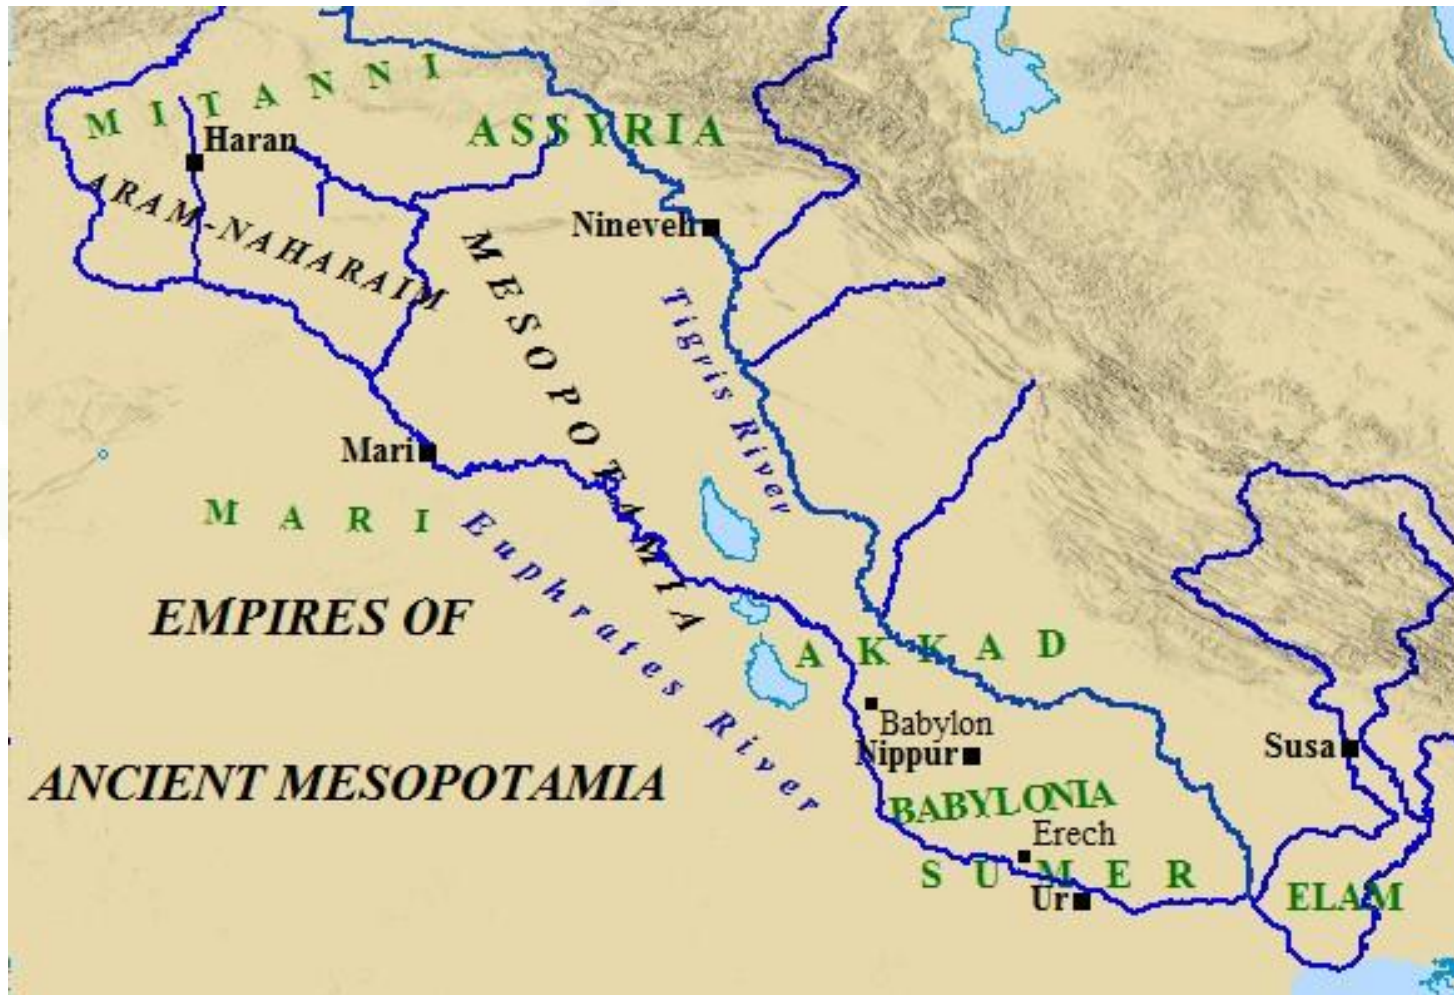 MITANNI
ASSYRIA
Haran
ARAM-NAHARAIM
Nineveh
MESOPOTAMIA
Tigris River
Mari
MARI
Euphrates River
EMPIRES OF
ANCIENT MESOPOTAMIA
AKKAD
Babylon
Nippur
Susa
BABYLONIA
Erech
SUMER
Ur
ELAM